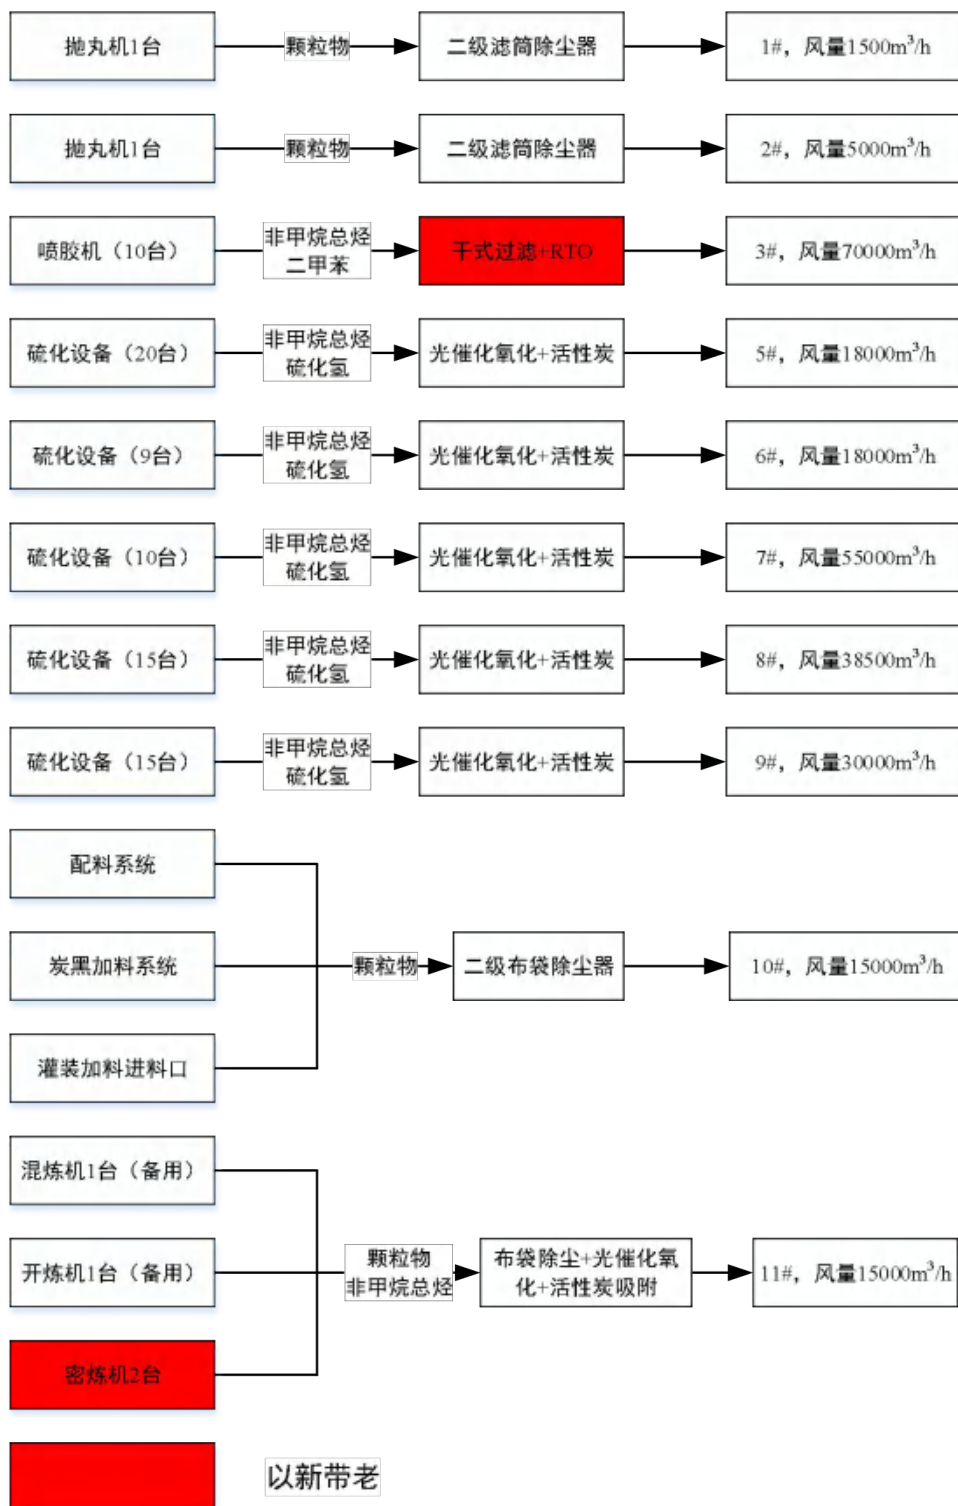 抛丸机1台
颗粒物
二级滤筒除尘器
1#，风量1500m³/h
抛丸机1台
颗粒物
二级滤筒除尘器
2#，风量5000m³/h
喷胶机（10台）
非甲烷总烃
二甲苯
干式过滤+RTO
3#，风量70000m³/h
硫化设备（20台）
非甲烷总烃
硫化氢
光催化氧化+活性炭
5#，风量18000m³/h
硫化设备（9台）
非甲烷总烃
硫化氢
光催化氧化+活性炭
6#，风量18000m³/h
硫化设备（10台）
非甲烷总烃
硫化氢
光催化氧化+活性炭
7#，风量55000m³/h
硫化设备（15台）
非甲烷总烃
硫化氢
光催化氧化+活性炭
8#，风量38500m³/h
硫化设备（15台）
非甲烷总烃
硫化氢
光催化氧化+活性炭
9#，风量30000m³/h
配料系统
炭黑加料系统
灌装加料进料口
颗粒物
二级布袋除尘器
10#，风量15000m³/h
混炼机1台（备用）
开炼机1台（备用）
密炼机2台
颗粒物
非甲烷总烃
布袋除尘+光催化氧
化+活性炭吸附
11#，风量15000m³/h
以新带老